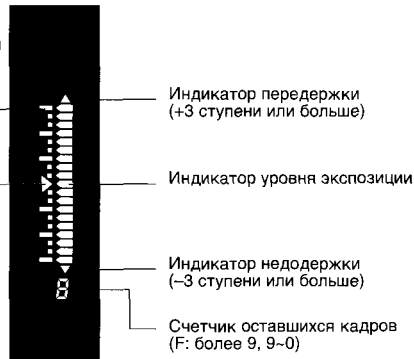 Индикатор передержки
(+3 ступени или больше)
Индикатор уровня экспозиции
Индикатор недодержки
(–3 ступени или больше)
8
Счетчик оставшихся кадров
(F: более 9, 9~0)